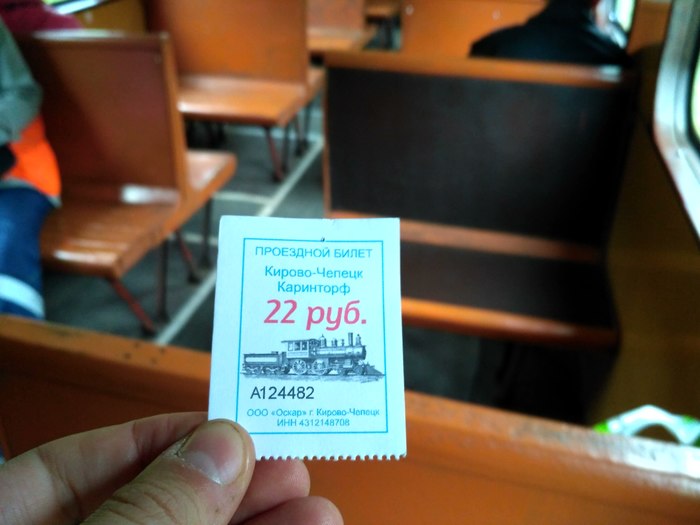 ПРОЕЗДНОЙ БИЛЕТ
Кирово-Чепецк
Каринторф
22 руб.
А124482
ООО «Оскар» г. Кирово-Чепецк
ИНН 4312148708